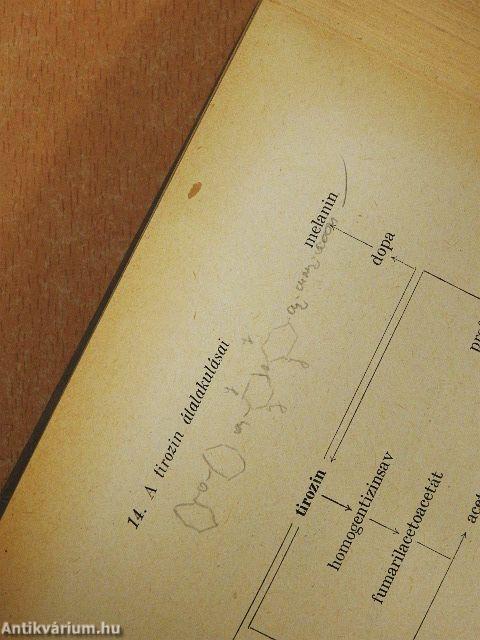 14. A tirozin átalakulásai
melanin
dopa
tirozin
homogentizinsav
fumarilacetoacetát
Antikvárium.hu